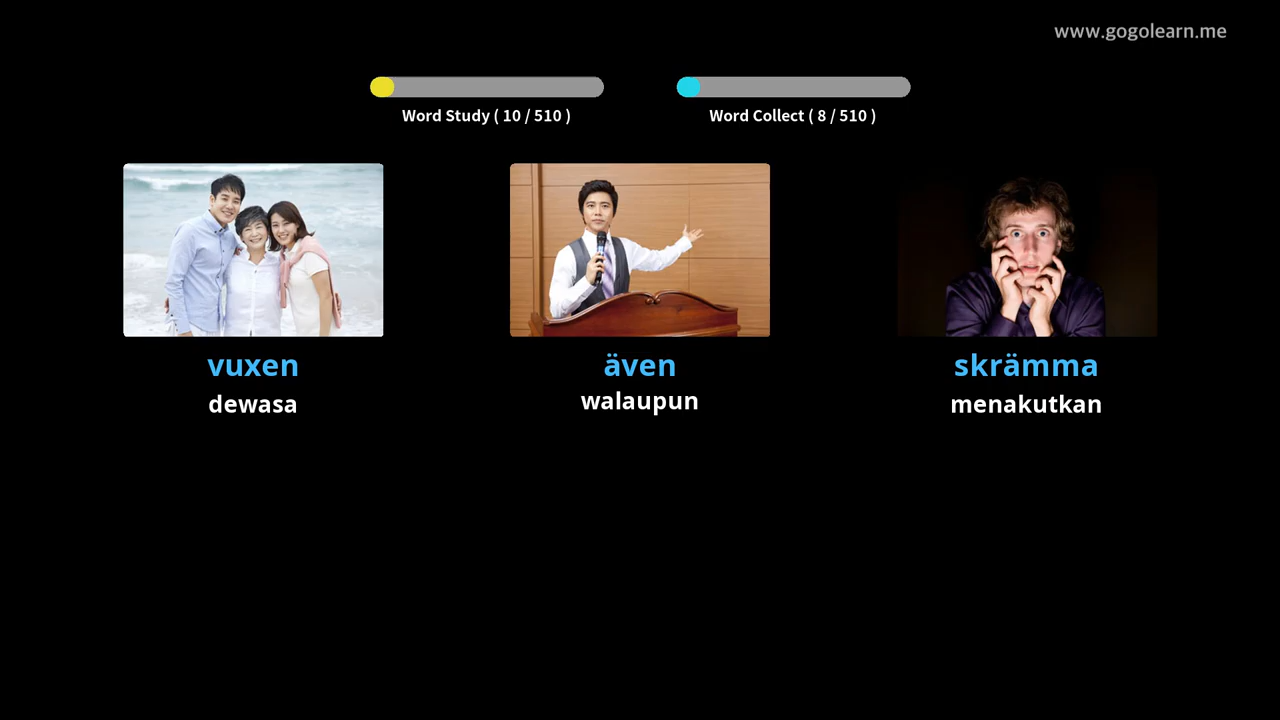 www.gogolearn.me
Word Study ( 10 / 510 )
Word Collect ( 8 / 510 )
vuxen
dewasa
även
walaupun
skrämma
menakutkan